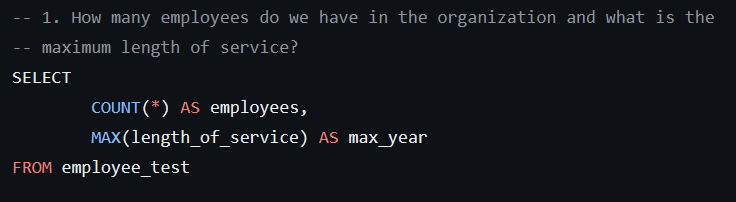 -- 1. How many employees do we have in the organization and what is the
-- maximum length of service?
SELECT
        COUNT(*) AS employees,
        MAX(length_of_service) AS max_year
FROM employee_test